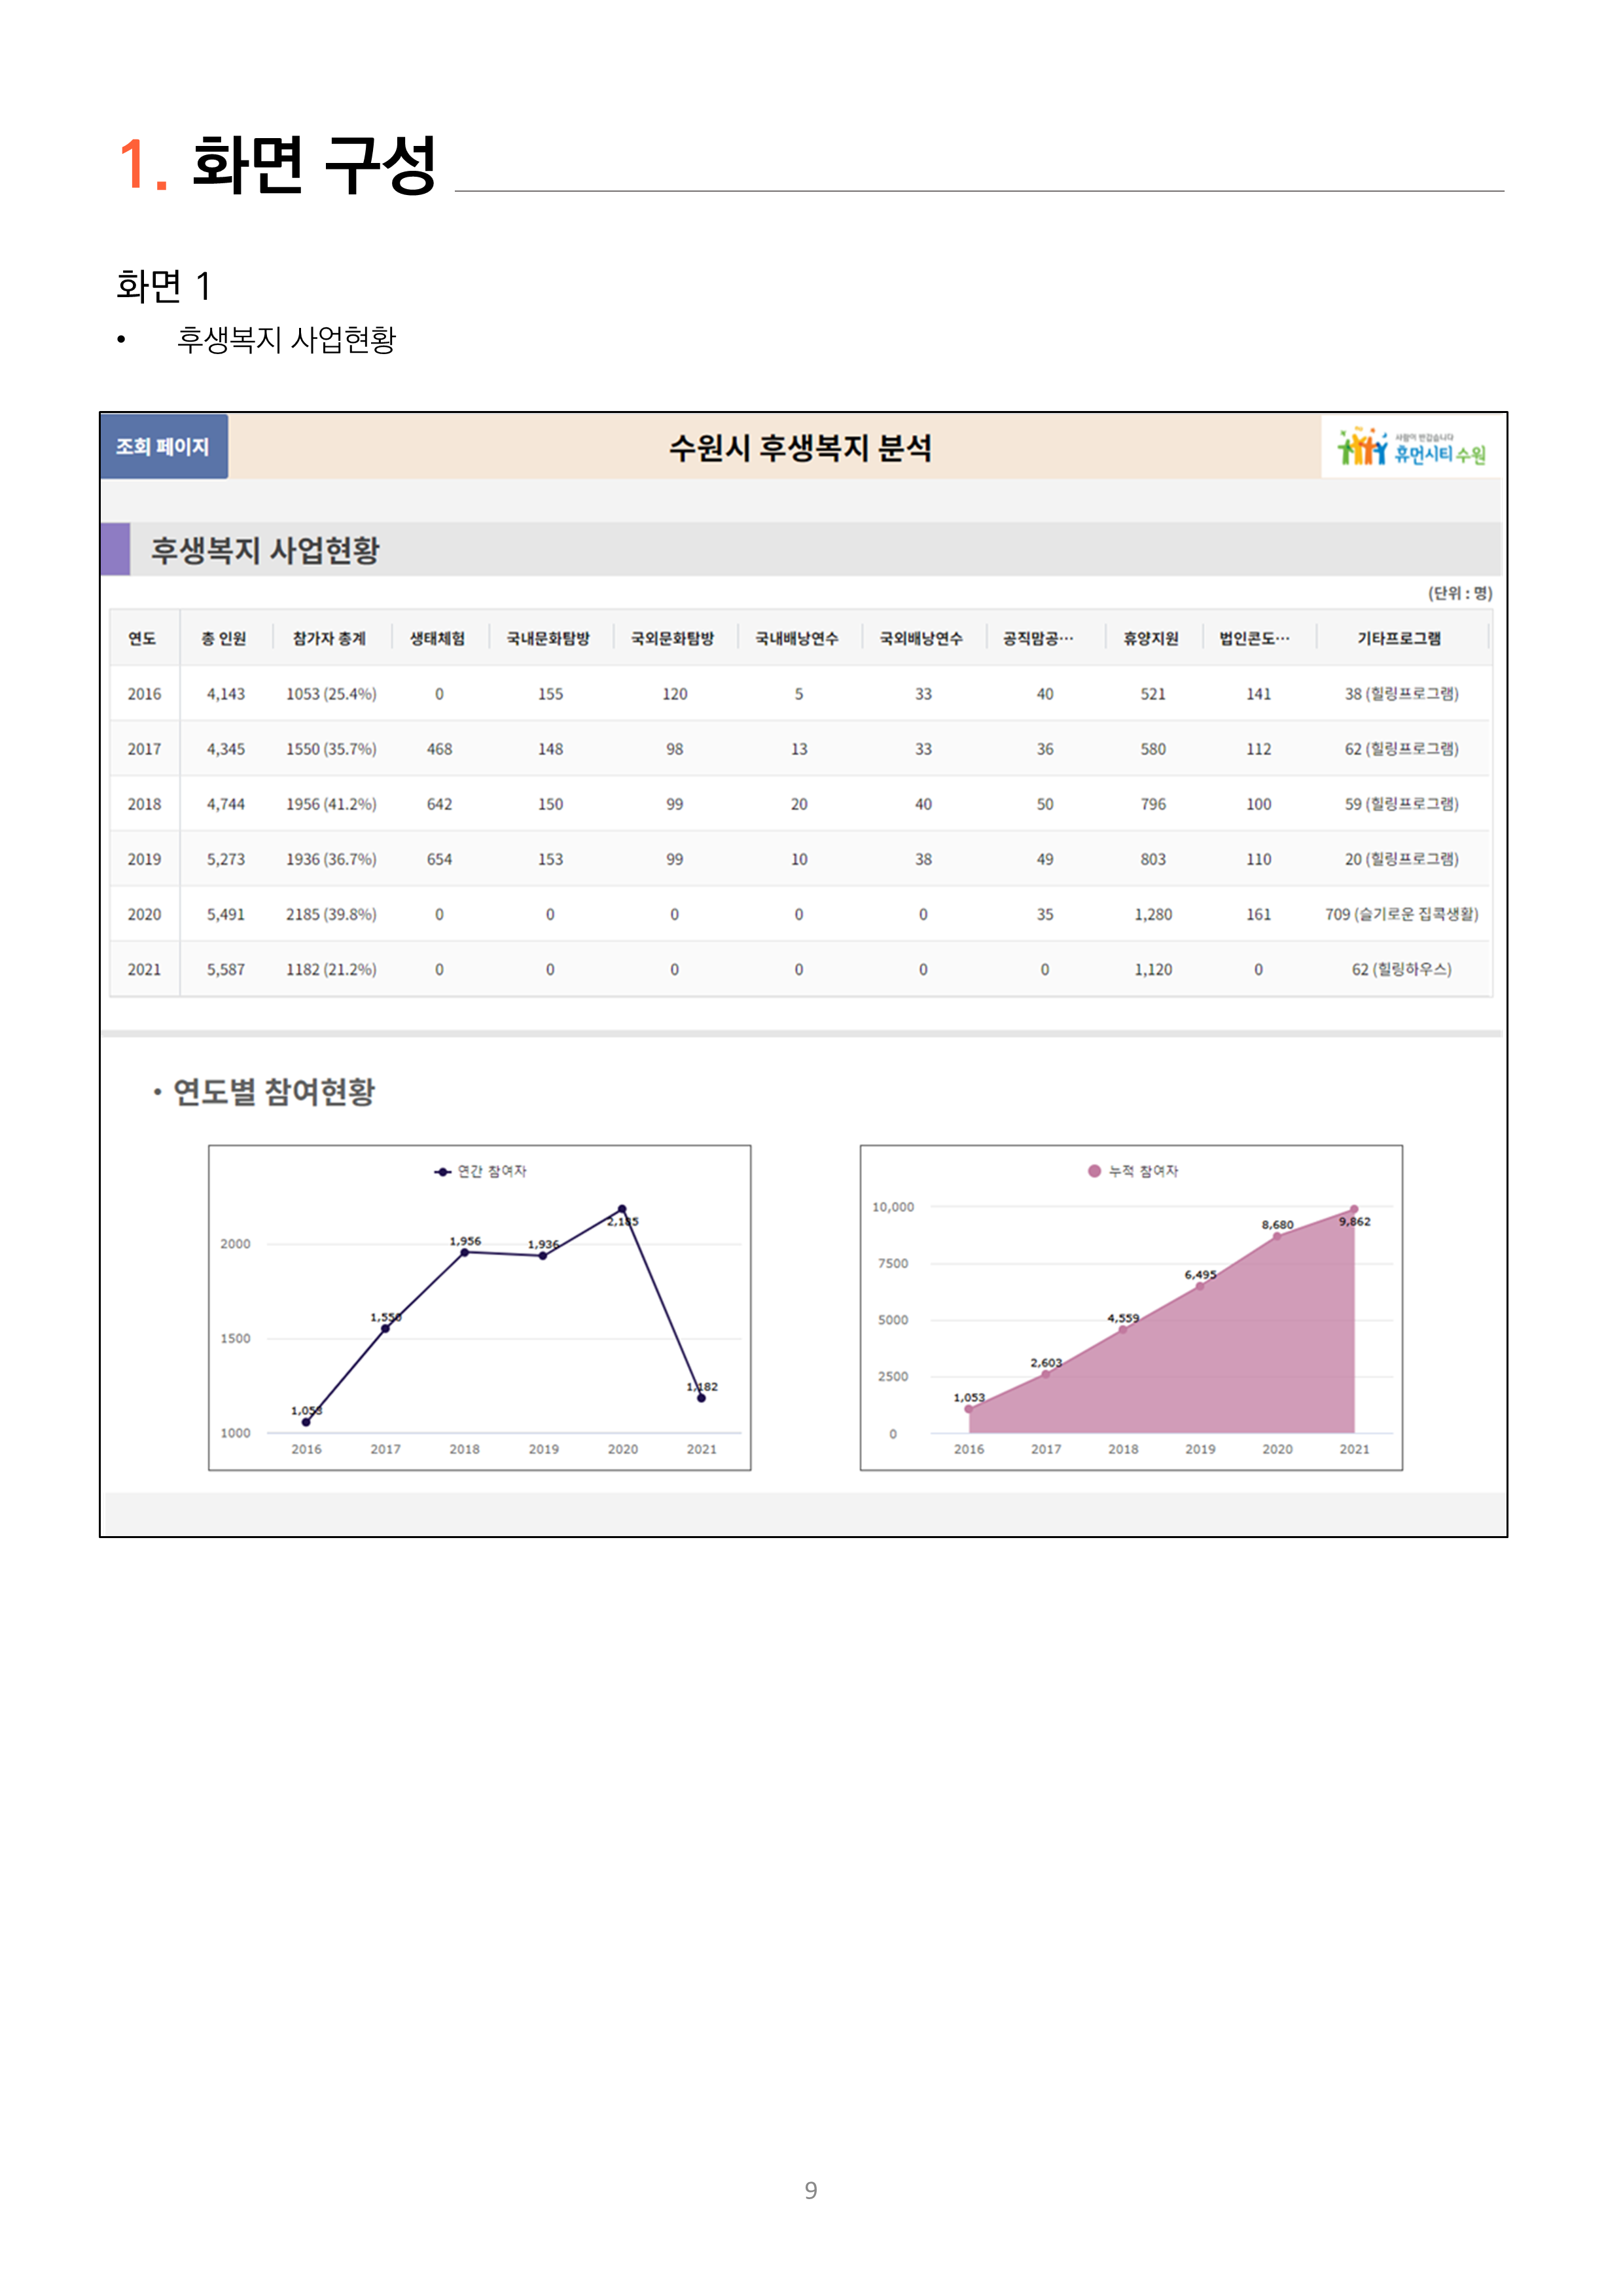 1. 화면 구성
화면 1
• 후생복지 사업현황
조회 페이지
수원시 후생복지 분석
사람이 반갑습니다
휴먼시티 수원
후생복지 사업현황
(단위 : 명)
연도 총 인원 참가자 총계 생태체험 국내문화탐방 국외문화탐방 국내배낭연수 국외배낭연수 공직맘공… 휴양지원 법인콘도… 기타프로그램
2016 4,143 1053 (25.4%) 0 155 120 5 33 40 521 141 38 (힐링프로그램)
2017 4,345 1550 (35.7%) 468 148 98 13 33 36 580 112 62 (힐링프로그램)
2018 4,744 1956 (41.2%) 642 150 99 20 40 50 796 100 59 (힐링프로그램)
2019 5,273 1936 (36.7%) 654 153 99 10 38 49 803 110 20 (힐링프로그램)
2020 5,491 2185 (39.8%) 0 0 0 0 0 35 1,280 161 709 (슬기로운 집콕생활)
2021 5,587 1182 (21.2%) 0 0 0 0 0 0 1,120 0 62 (힐링하우스)
• 연도별 참여현황
연간 참여자
2000
1500
1000
1,053
1,550
1,956
1,936
2,185
1,182
2016 2017 2018 2019 2020 2021
누적 참여자
10,000
7500
5000
2500
0
1,053
2,603
4,559
6,495
8,680
9,862
2016 2017 2018 2019 2020 2021
9